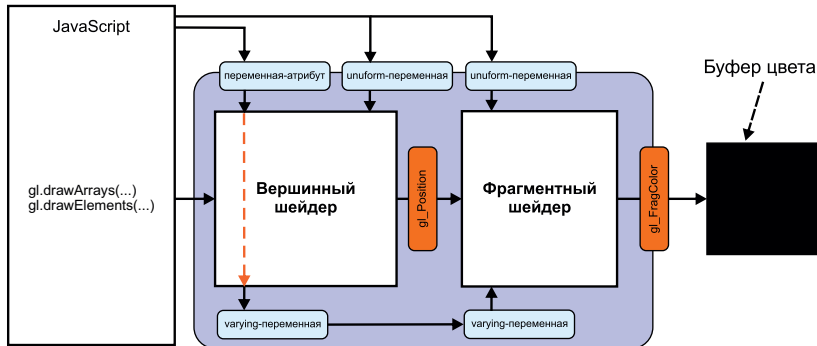 JavaScript
переменная-атрибут
unuform-переменная
unuform-переменная
Буфер цвета
gl.drawArrays(...)
gl.drawElements(...)
Вершинный
шейдер
gl_Position
Фрагментный
шейдер
gl_FragColor
varying-переменная
varying-переменная